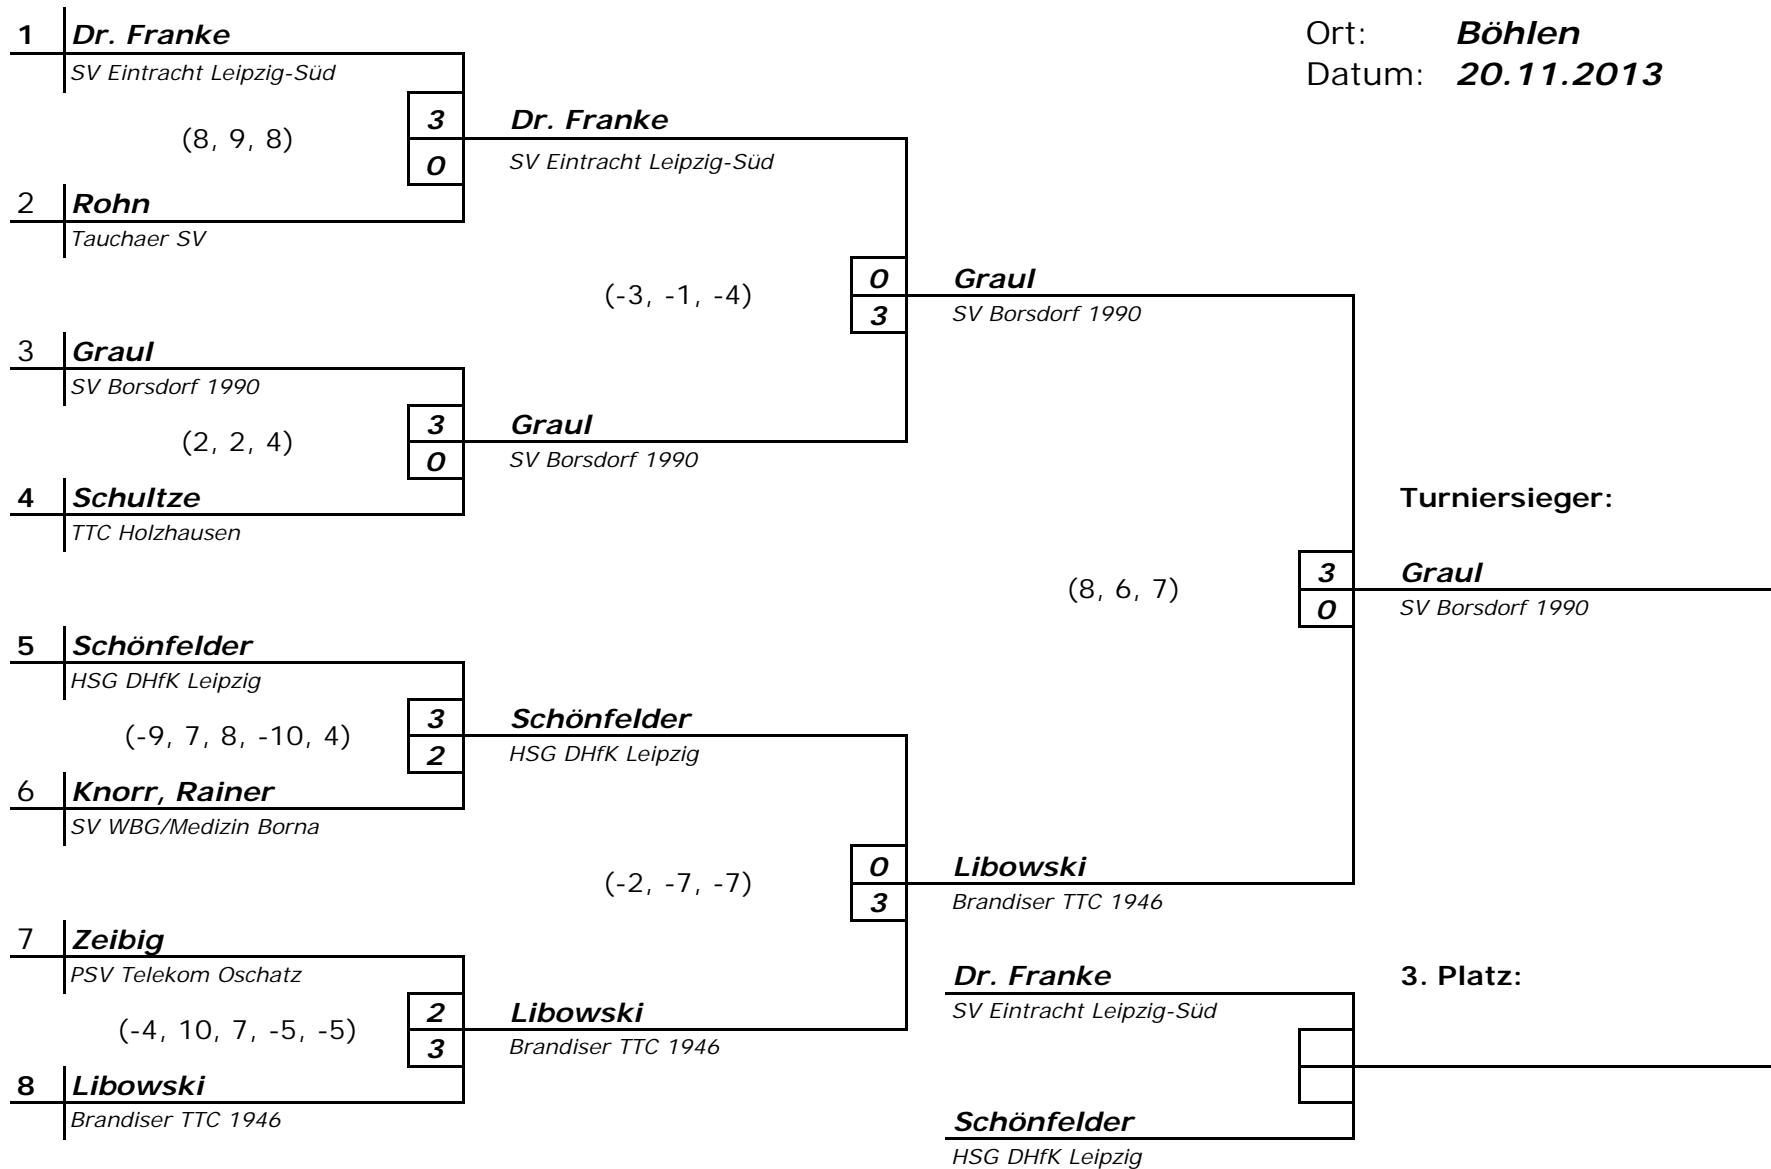 1 Dr. Franke
SV Eintracht Leipzig-Süd
Ort: Böhlen
Datum: 20.11.2013
(8, 9, 8)
3
0
Dr. Franke
SV Eintracht Leipzig-Süd
2 Rohn
Tauchaer SV
(-3, -1, -4)
0
3
Graul
SV Borsdorf 1990
3 Graul
SV Borsdorf 1990
(2, 2, 4)
3
0
Graul
SV Borsdorf 1990
4 Schultze
TTC Holzhausen
Turniersieger:
(8, 6, 7)
3
0
Graul
SV Borsdorf 1990
5 Schönfelder
HSG DHfK Leipzig
(-9, 7, 8, -10, 4)
3
2
Schönfelder
HSG DHfK Leipzig
6 Knorr, Rainer
SV WBG/Medizin Borna
(-2, -7, -7)
0
3
Libowski
Brandiser TTC 1946
7 Zeibig
PSV Telekom Oschatz
(-4, 10, 7, -5, -5)
2
3
Libowski
Brandiser TTC 1946
8 Libowski
Brandiser TTC 1946
Dr. Franke
SV Eintracht Leipzig-Süd
3. Platz:
Schönfelder
HSG DHfK Leipzig